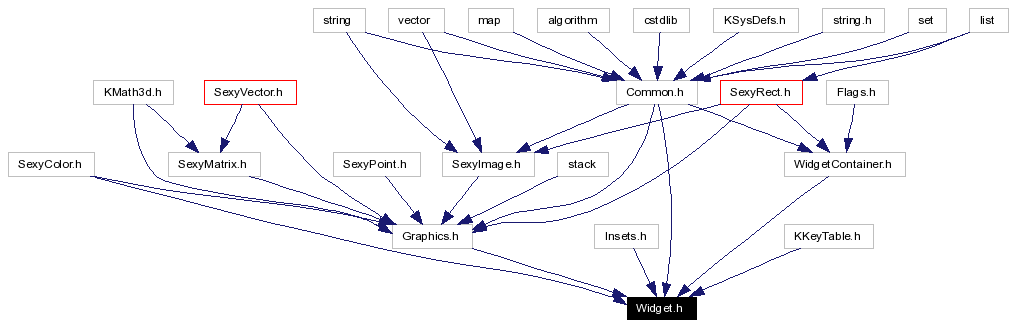 string
vector
map
algorithm
cstdlib
KSysDefs.h
string.h
set
list
KMath3d.h
SexyVector.h
Common.h
SexyRect.h
Flags.h
SexyColor.h
SexyMatrix.h
SexyPoint.h
SexyImage.h
stack
WidgetContainer.h
Graphics.h
Insets.h
KKeyTable.h
Widget.h